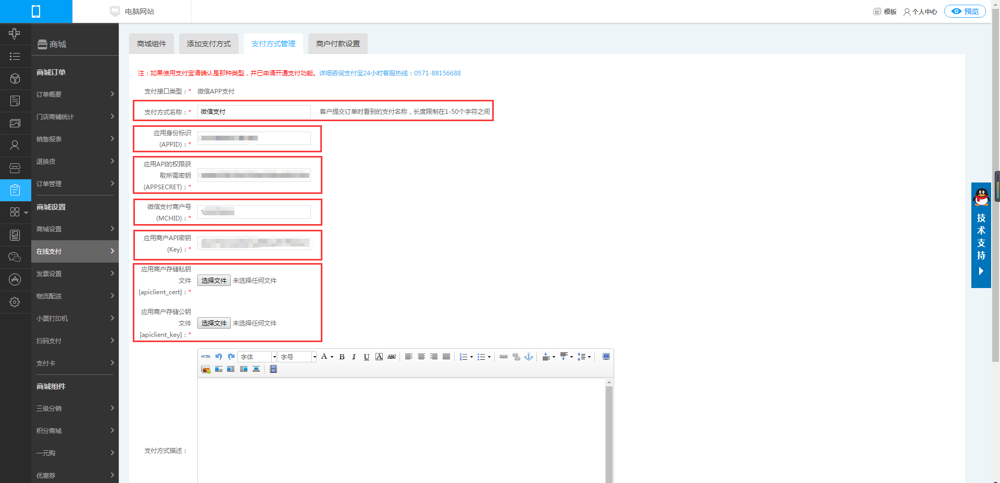 电脑网站
模板
个人中心
预览
商城
商城订单
订单概要
门店商铺统计
销售报表
退换货
订单管理
商城设置
商城设置
在线支付
发票设置
物流配送
小票打印机
扫码支付
支付卡
商城组件
三级分销
积分商城
一元购
优惠券
商城组件
添加支付方式
支付方式管理
商户付款设置
注：如果使用支付宝请确认是那种类型，并已申请开通支付功能。详细咨询支付宝24小时客服热线：0571-88156688
支付接口类型：* 微信APP支付
支付方式名称：* 微信支付 客户提交订单时看到的支付名称，长度限制在1-50个字符之间
应用身份标识
(APPID)：*
应用API的权限获
取所需密钥
(APPSECRET)：*
微信支付商户号
(MCHID)：*
应用商户API密钥
(Key)：*
应用商户存储私钥
文件 选择文件 未选择任何文件
[apiclient_cert]：*
应用商户存储公钥
文件 选择文件 未选择任何文件
[apiclient_key]：*
HTML 字体 字号 A B I U A ABC
支付方式描述：
技
术
支
持